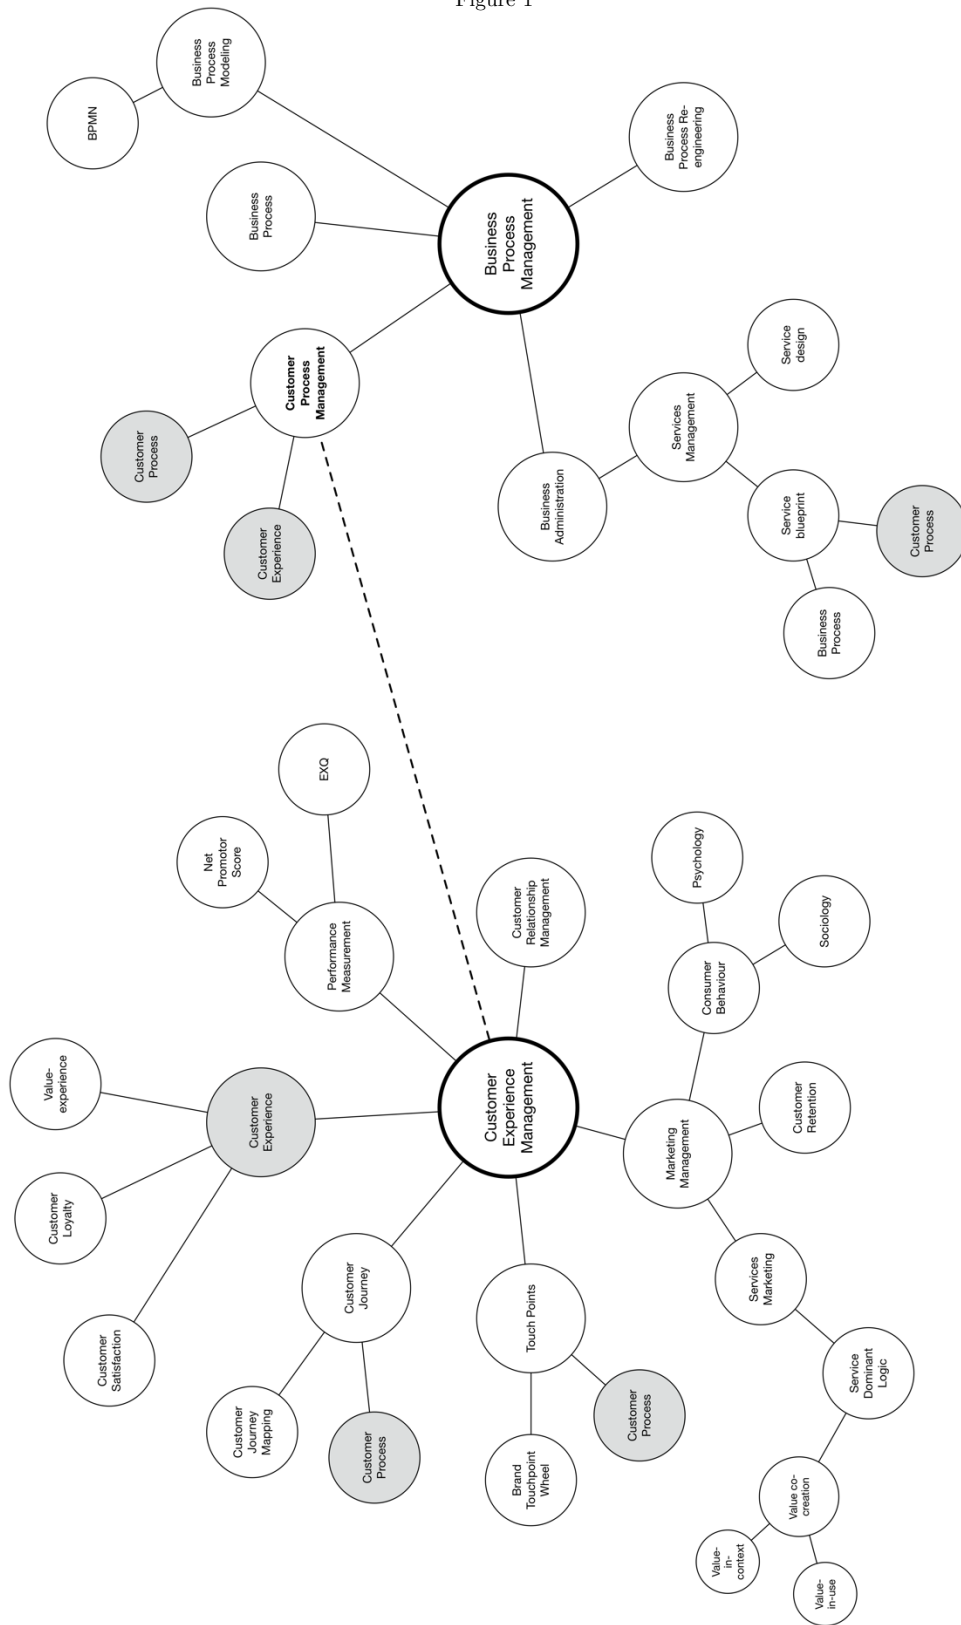 Figure 1
BPMN
Business
Process
Modeling
Business
Process
Business
Process Re-
engineering
Business
Process
Management
Customer
Process
Management
Customer
Process
Customer
Experience
Business
Administration
Services
Management
Service
design
Service
blueprint
Business
Process
Customer
Process
Net
Promotor
Score
EXQ
Performance
Measurement
Customer
Relationship
Management
Value-
experience
Customer
Loyalty
Customer
Satisfaction
Customer
Experience
Customer
Experience
Management
Customer
Journey
Customer
Journey
Mapping
Customer
Process
Touch Points
Brand
Touchpoint
Wheel
Customer
Process
Marketing
Management
Consumer
Behaviour
Psychology
Sociology
Customer
Retention
Services
Marketing
Service
Dominant
Logic
Value co-
creation
Value-
in-
context
Value-
in-use